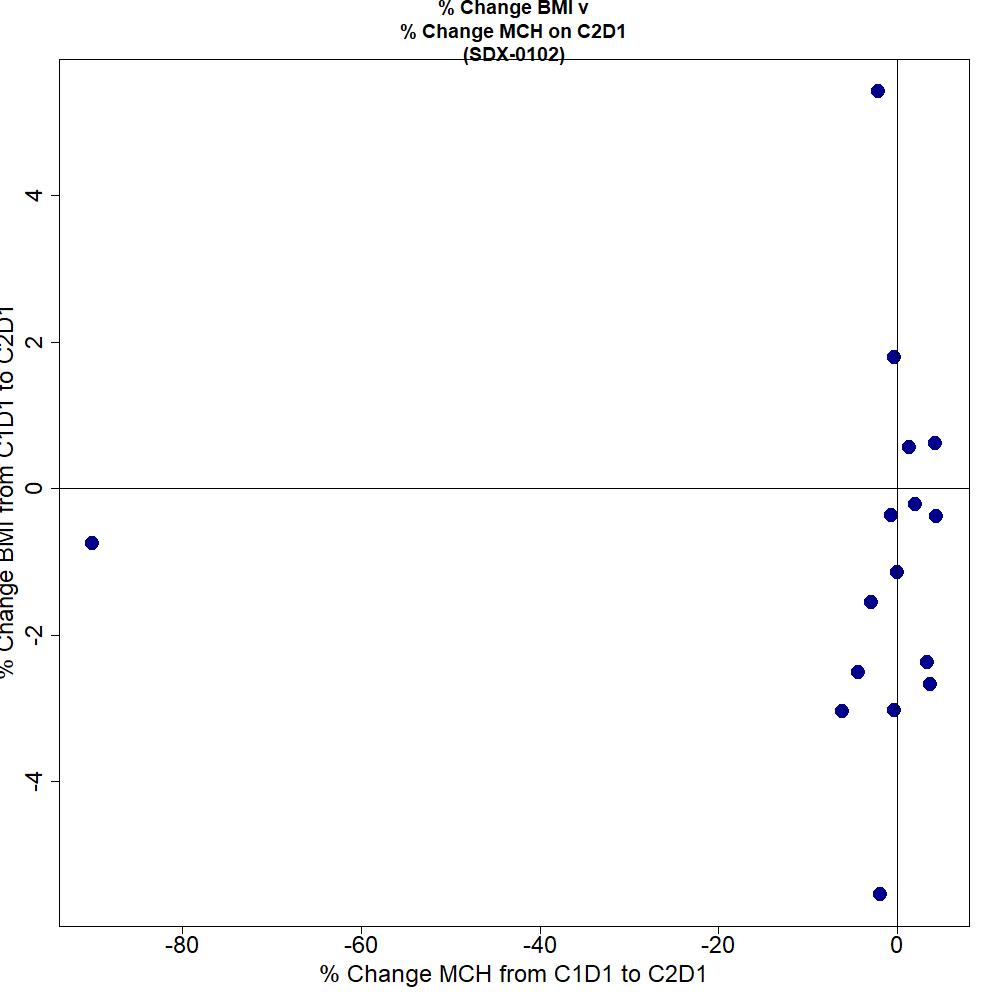 % Change BMI v
% Change MCH on C2D1
(SDX-0102)
% Change BMI from C1D1 to C2D1
4
2
0
-2
-4
-80
-60
-40
-20
0
% Change MCH from C1D1 to C2D1